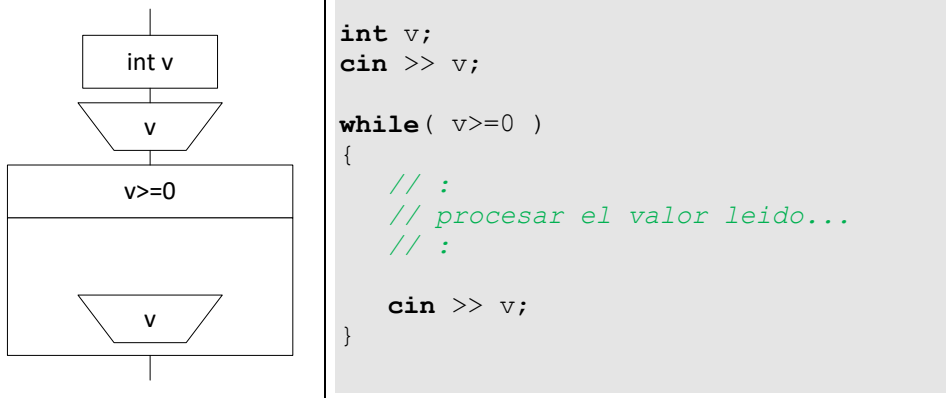 int v
v
v>=0
v
int v;
cin >> v;
while( v>=0 )
{
// :
// procesar el valor leido...
// :
cin >> v;
}